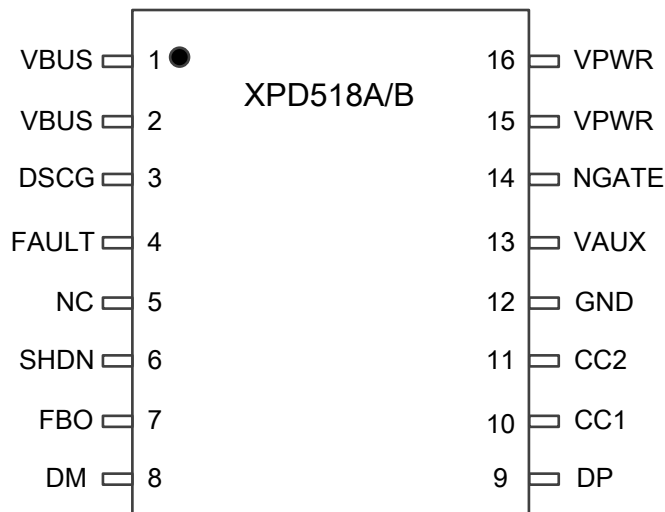 XPD518A/B
VBUS 1 16 VPWR
VBUS 2 15 VPWR
DSCG 3 14 NGATE
FAULT 4 13 VAUX
NC 5 12 GND
SHDN 6 11 CC2
FBO 7 10 CC1
DM 8 9 DP